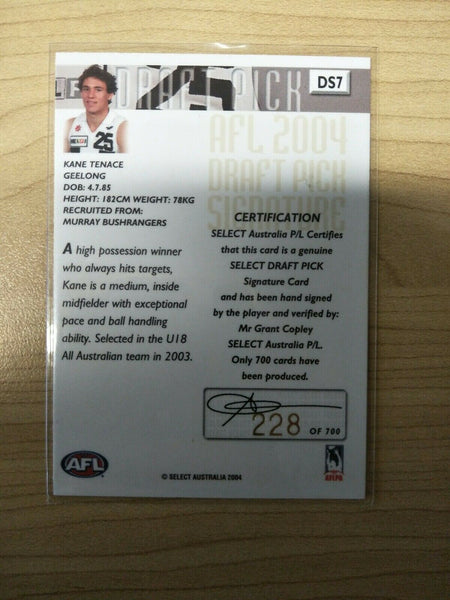 DRAFT PICK
DS7
25
AFL 2004
DRAFT PICK
SIGNATURE
KANE TENACE
GEELONG
DOB: 4.7.85
HEIGHT: 182CM WEIGHT: 78KG
RECRUITED FROM:
MURRAY BUSHRANGERS
A high possession winner
who always hits targets,
Kane is a medium, inside
midfielder with exceptional
pace and ball handling
ability. Selected in the U18
All Australian team in 2003.
CERTIFICATION
SELECT Australia P/L Certifies
that this card is a genuine
SELECT DRAFT PICK
Signature Card
and has been hand signed
by the player and verified by:
Mr Grant Copley
SELECT Australia P/L.
Only 700 cards have
been produced.
228 OF 700
AFL
© SELECT AUSTRALIA 2004
AFLPA